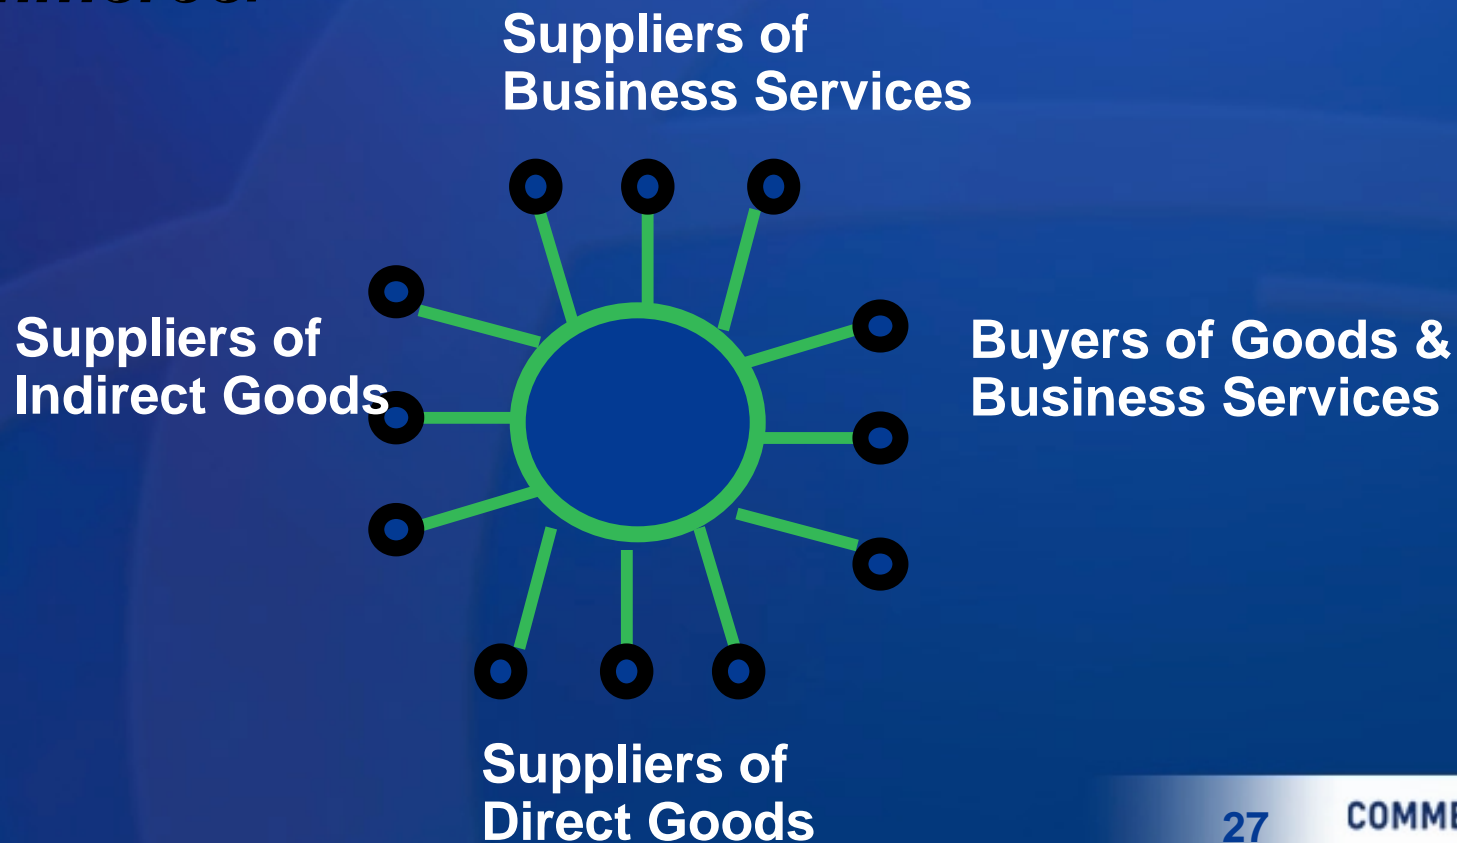 Suppliers of
Business Services
Suppliers of
Indirect Goods
Buyers of Goods &
Business Services
Suppliers of
Direct Goods
27